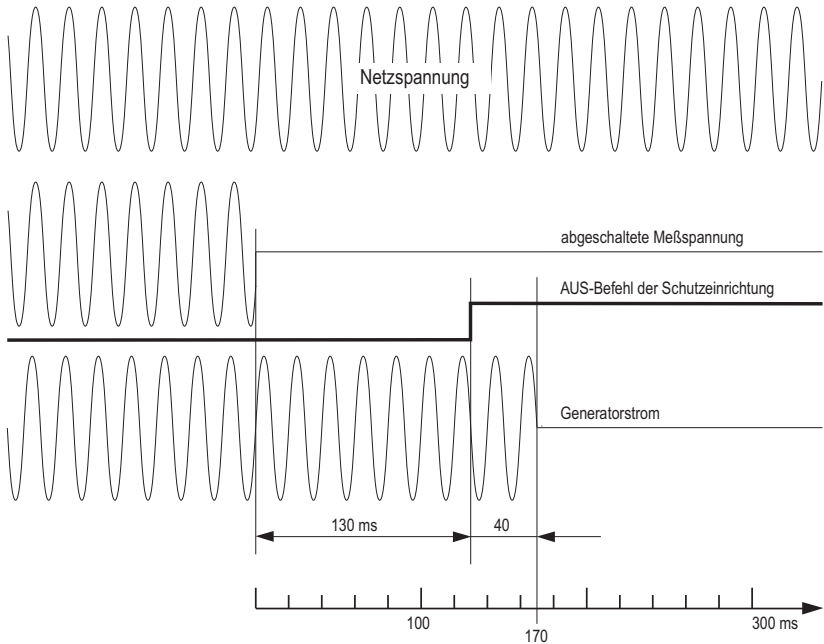 Netzspannung
abgeschaltete Meßspannung
AUS-Befehl der Schutzeinrichtung
Generatorstrom
130 ms
40
100
170
300 ms